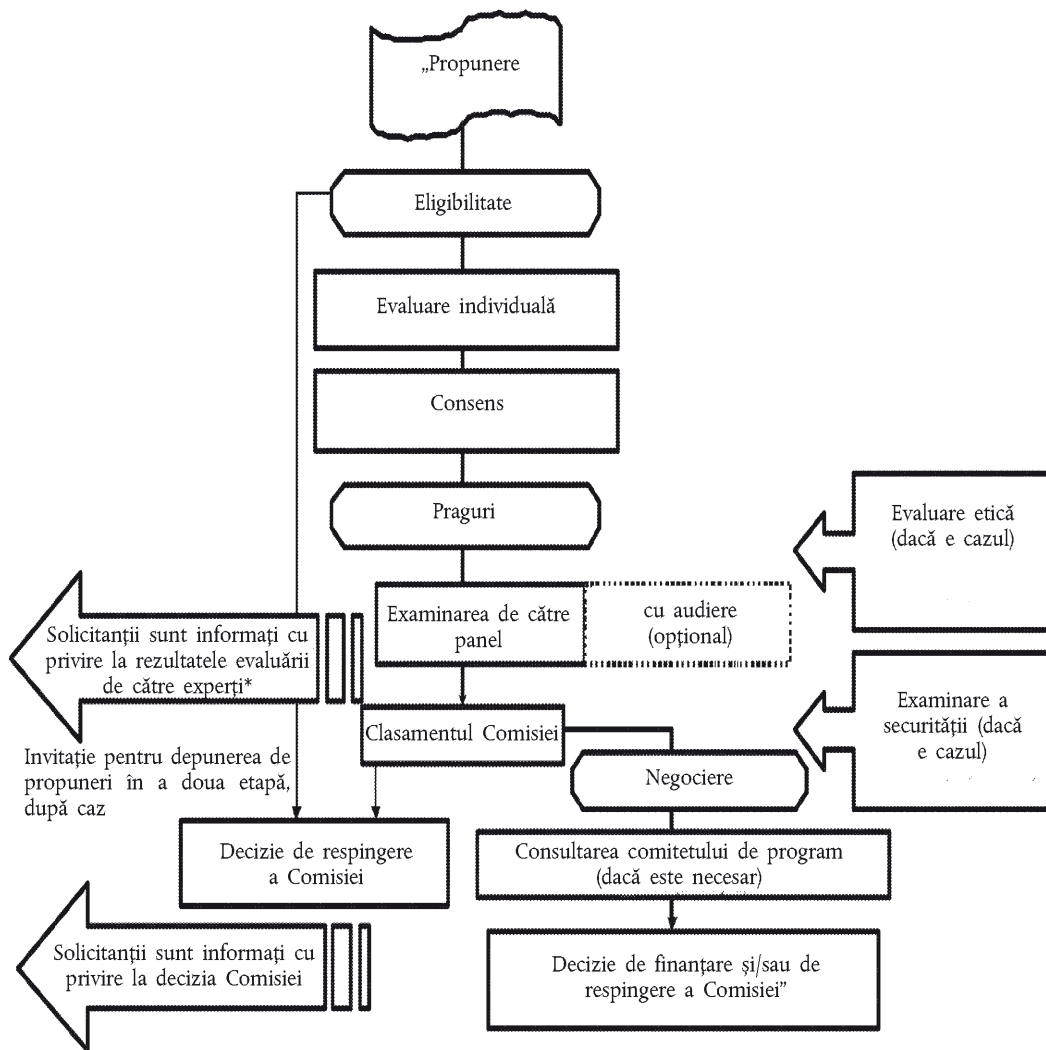 „Propunere
Eligibilitate
Evaluare individuală
Consens
Praguri
Evaluare etică
(dacă e cazul)
Examinarea de către
panel
cu audiere
(opțional)
Solicitanții sunt informați cu
privire la rezultatele evaluării
de către experți*
Clasamentul Comisiei
Examinare a
securității (dacă
e cazul)
Invitație pentru depunerea de
propuneri în a doua etapă,
după caz
Negociere
Decizie de respingere
a Comisiei
Consultarea comitetului de program
(dacă este necesar)
Solicitanții sunt informați cu
privire la decizia Comisiei
Decizie de finanțare și/sau de
respingere a Comisiei”